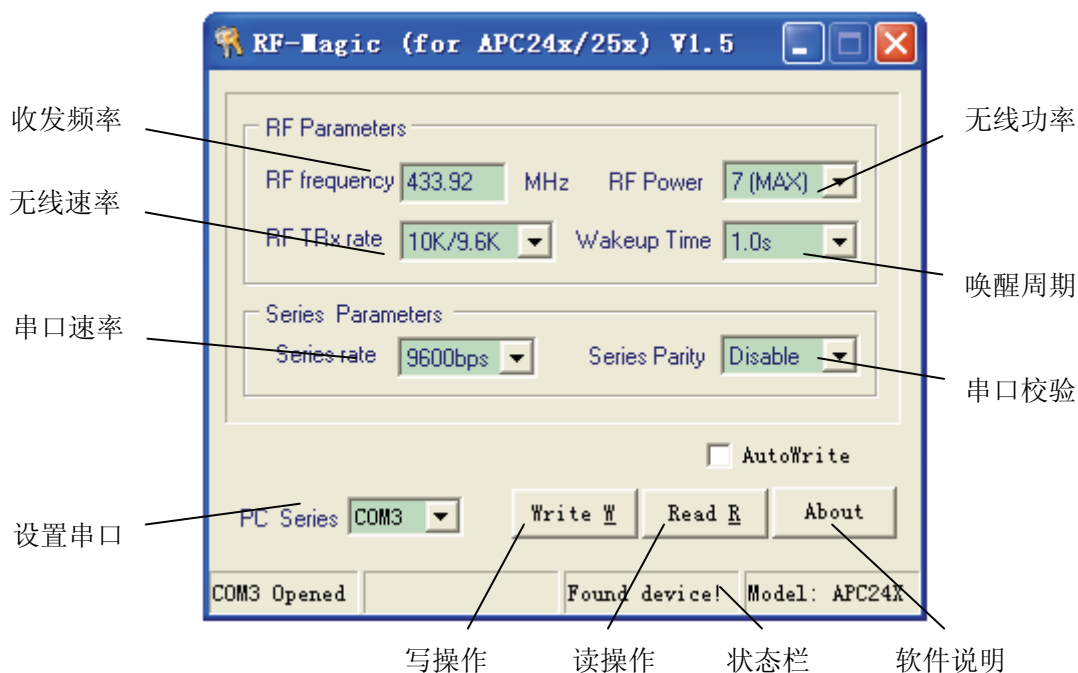 RF-Magic (for APC24x/25x) V1.5
收发频率
RF Parameters
无线功率
RF frequency 433.92 MHz RF Power 7 (MAX)
无线速率
RF TRx rate 10K/9.6K Wakeup Time 1.0s
唤醒周期
Series Parameters
串口速率
Series rate 9600bps Series Parity Disable
串口校验
AutoWrite
设置串口
PC Series COM3 Write W Read R About
COM3 Opened Found device! Model: APC24X
写操作 读操作 状态栏 软件说明